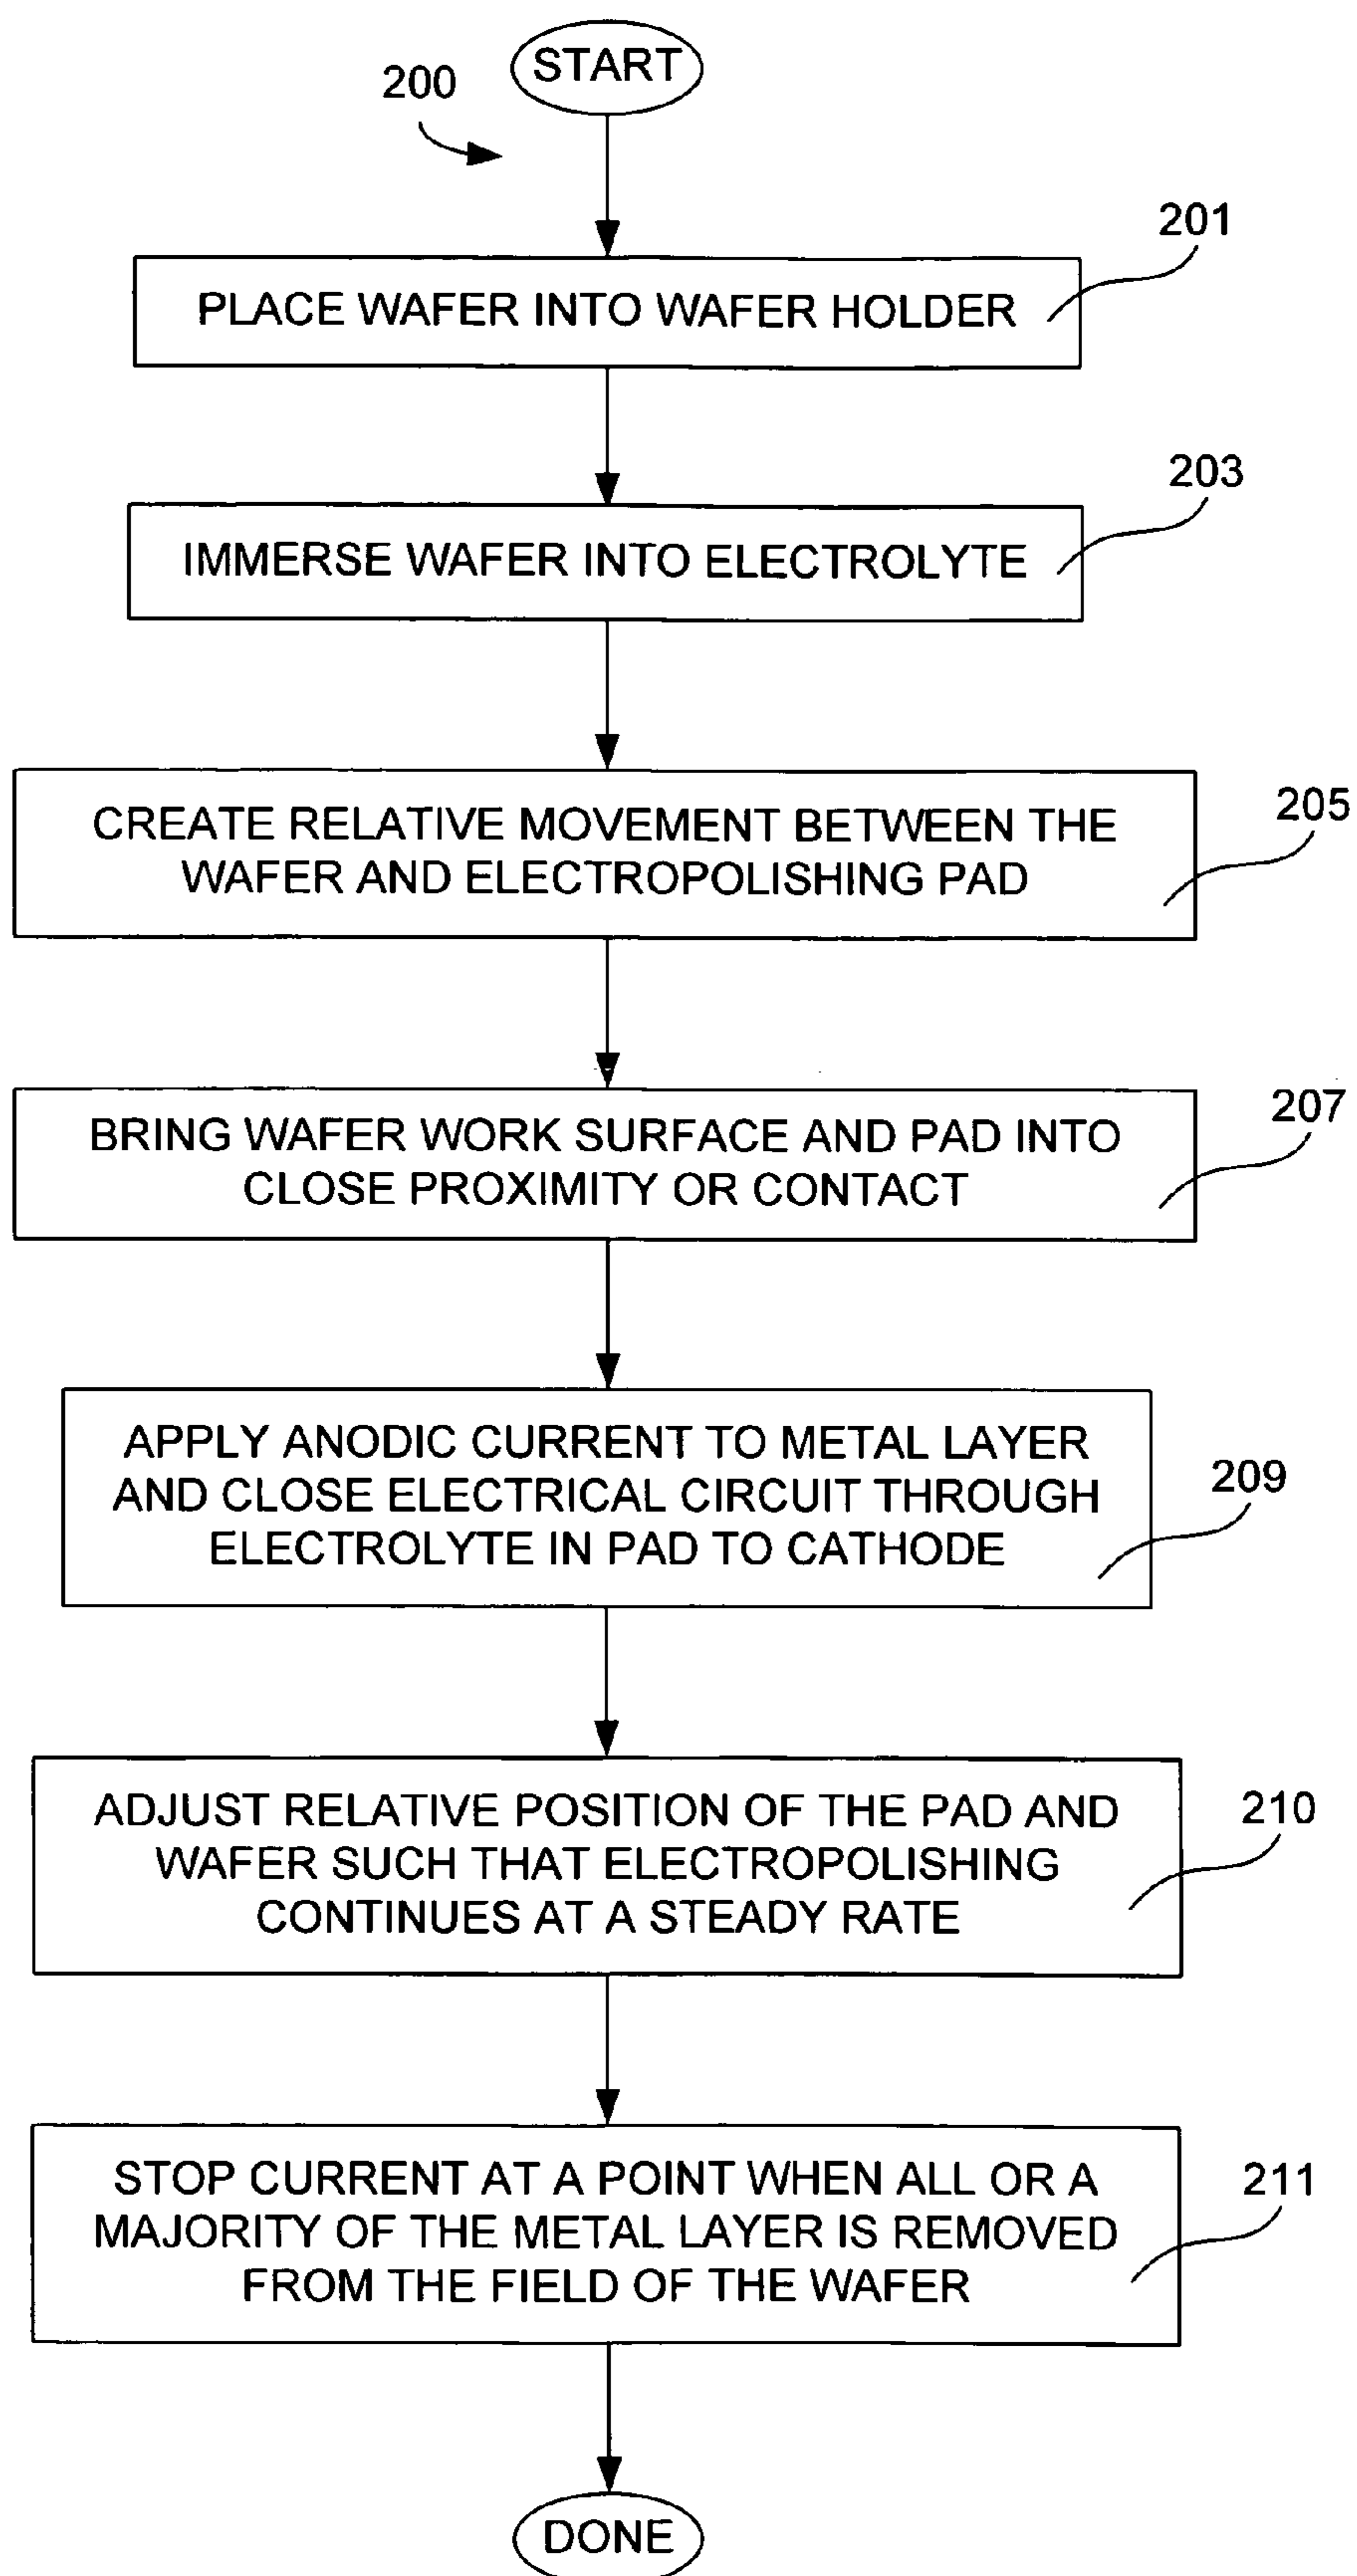 START
200
201
PLACE WAFER INTO WAFER HOLDER
203
IMMERSE WAFER INTO ELECTROLYTE
205
CREATE RELATIVE MOVEMENT BETWEEN THE
WAFER AND ELECTROPOLISHING PAD
207
BRING WAFER WORK SURFACE AND PAD INTO
CLOSE PROXIMITY OR CONTACT
209
APPLY ANODIC CURRENT TO METAL LAYER
AND CLOSE ELECTRICAL CIRCUIT THROUGH
ELECTROLYTE IN PAD TO CATHODE
210
ADJUST RELATIVE POSITION OF THE PAD AND
WAFER SUCH THAT ELECTROPOLISHING
CONTINUES AT A STEADY RATE
211
STOP CURRENT AT A POINT WHEN ALL OR A
MAJORITY OF THE METAL LAYER IS REMOVED
FROM THE FIELD OF THE WAFER
DONE